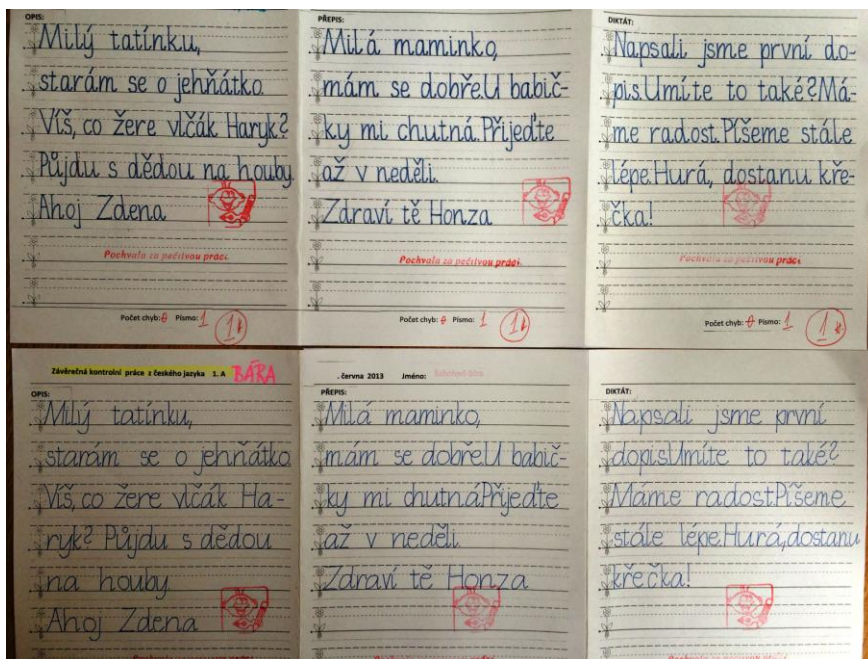 OPIS:
Milý tatínku,
starám se o jehňátko.
Víš, co žere vlčák Haryk?
Půjdu s dědou na houby.
Ahoj Zdena
Pochvala za pečlivou práci.
Počet chyb: 0 Písmo: 1 1*
PŘEPIS:
Milá maminko,
mám se dobře.U babič-
ky mi chutná.Přijeďte
až v neděli.
Zdraví tě Honza
Pochvala za pečlivou práci.
Počet chyb: 0 Písmo: 1 1*
DIKTÁT:
Napsali jsme první do-
pis.Umíte to také?Má-
me radost.Píšeme stále
lépe.Hurá, dostanu kře-
čka!
Pochvala za pečlivou práci.
Počet chyb: 0 Písmo: 1 1*
Závěrečná kontrolní práce z českého jazyka 1. A BÁRA
OPIS:
Milý tatínku,
starám se o jehňátko.
Víš, co žere vlčák Ha-
ryk? Půjdu s dědou
na houby.
Ahoj Zdena
. června 2013 Jméno:
PŘEPIS:
Milá maminko,
mám se dobře.U babič-
ky mi chutná.Přijeďte
až v neděli.
Zdraví tě Honza
DIKTÁT:
Napsali jsme první
dopis.Umíte to také?
Máme radost.Píšeme
stále lépe.Hurá,dostanu
křečka!